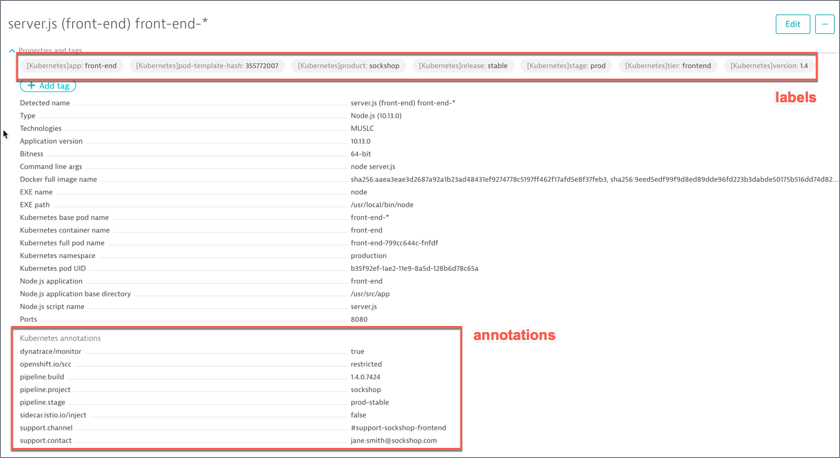 server.js (front-end) front-end-*
Edit
...
Properties and tags
[Kubernetes]app: front-end [Kubernetes]pod-template-hash: 355772007 [Kubernetes]product: sockshop [Kubernetes]release: stable [Kubernetes]stage: prod [Kubernetes]tier: frontend [Kubernetes]version: 1.4
+ Add tag
labels
Detected name server.js (front-end) front-end-*
Type Node.js (10.13.0)
Technologies MUSLC
Application version 10.13.0
Bitness 64-bit
Command line args node server.js
Docker full image name sha256:aaea3eae3d2687a92a1b23ad48431ef9274778c5197ff462f17afd5e8f37feb3, sha256:9eed5edf99f9d8ed89dde96fd223b3dabde50175b516dd74d82...
EXE name node
EXE path /usr/local/bin/node
Kubernetes base pod name front-end-*
Kubernetes container name front-end
Kubernetes full pod name front-end-799cc644c-fnfdf
Kubernetes namespace production
Kubernetes pod UID b35f92ef-1ae2-11e9-8a5d-128b6d78c65a
Node.js application front-end
Node.js application base directory /usr/src/app
Node.js script name server.js
Ports 8080
annotations
Kubernetes annotations
dynatrace/monitor true
openshift.io/scc restricted
pipeline.build 1.4.0.7424
pipeline.project sockshop
pipeline.stage prod-stable
sidecar.istio.io/inject false
support.channel #support-sockshop-frontend
support.contact jane.smith@sockshop.com